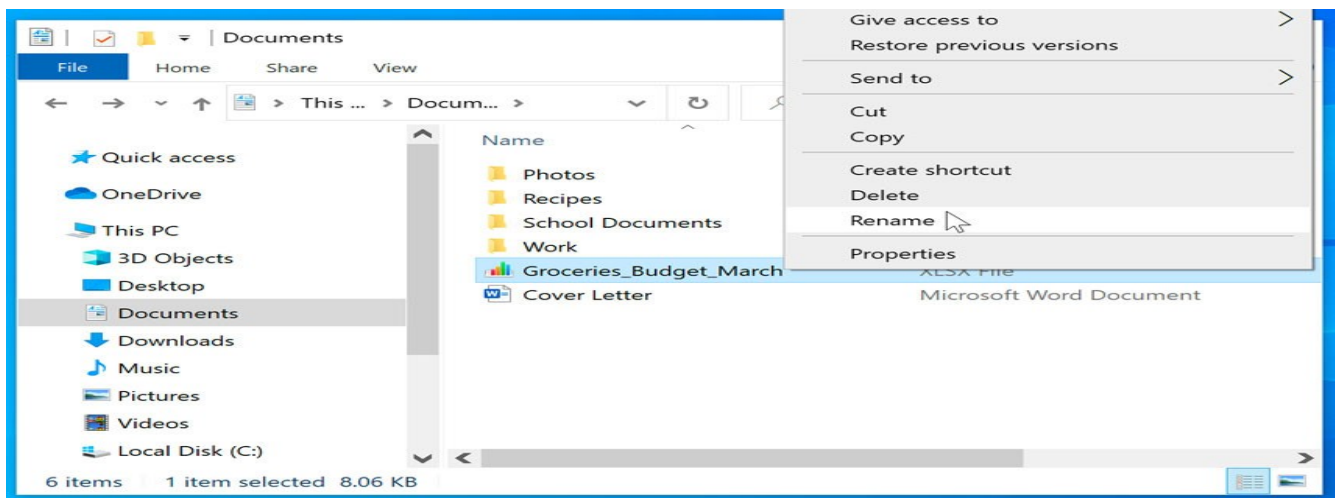 Documents
File Home Share View
This ... > Docum... >
Quick access
OneDrive
This PC
3D Objects
Desktop
Documents
Downloads
Music
Pictures
Videos
Local Disk (C:)
Name
Photos
Recipes
School Documents
Work
Groceries_Budget_March XLSX File
Cover Letter Microsoft Word Document
Give access to >
Restore previous versions
Send to >
Cut
Copy
Create shortcut
Delete
Rename
Properties
6 items 1 item selected 8.06 KB